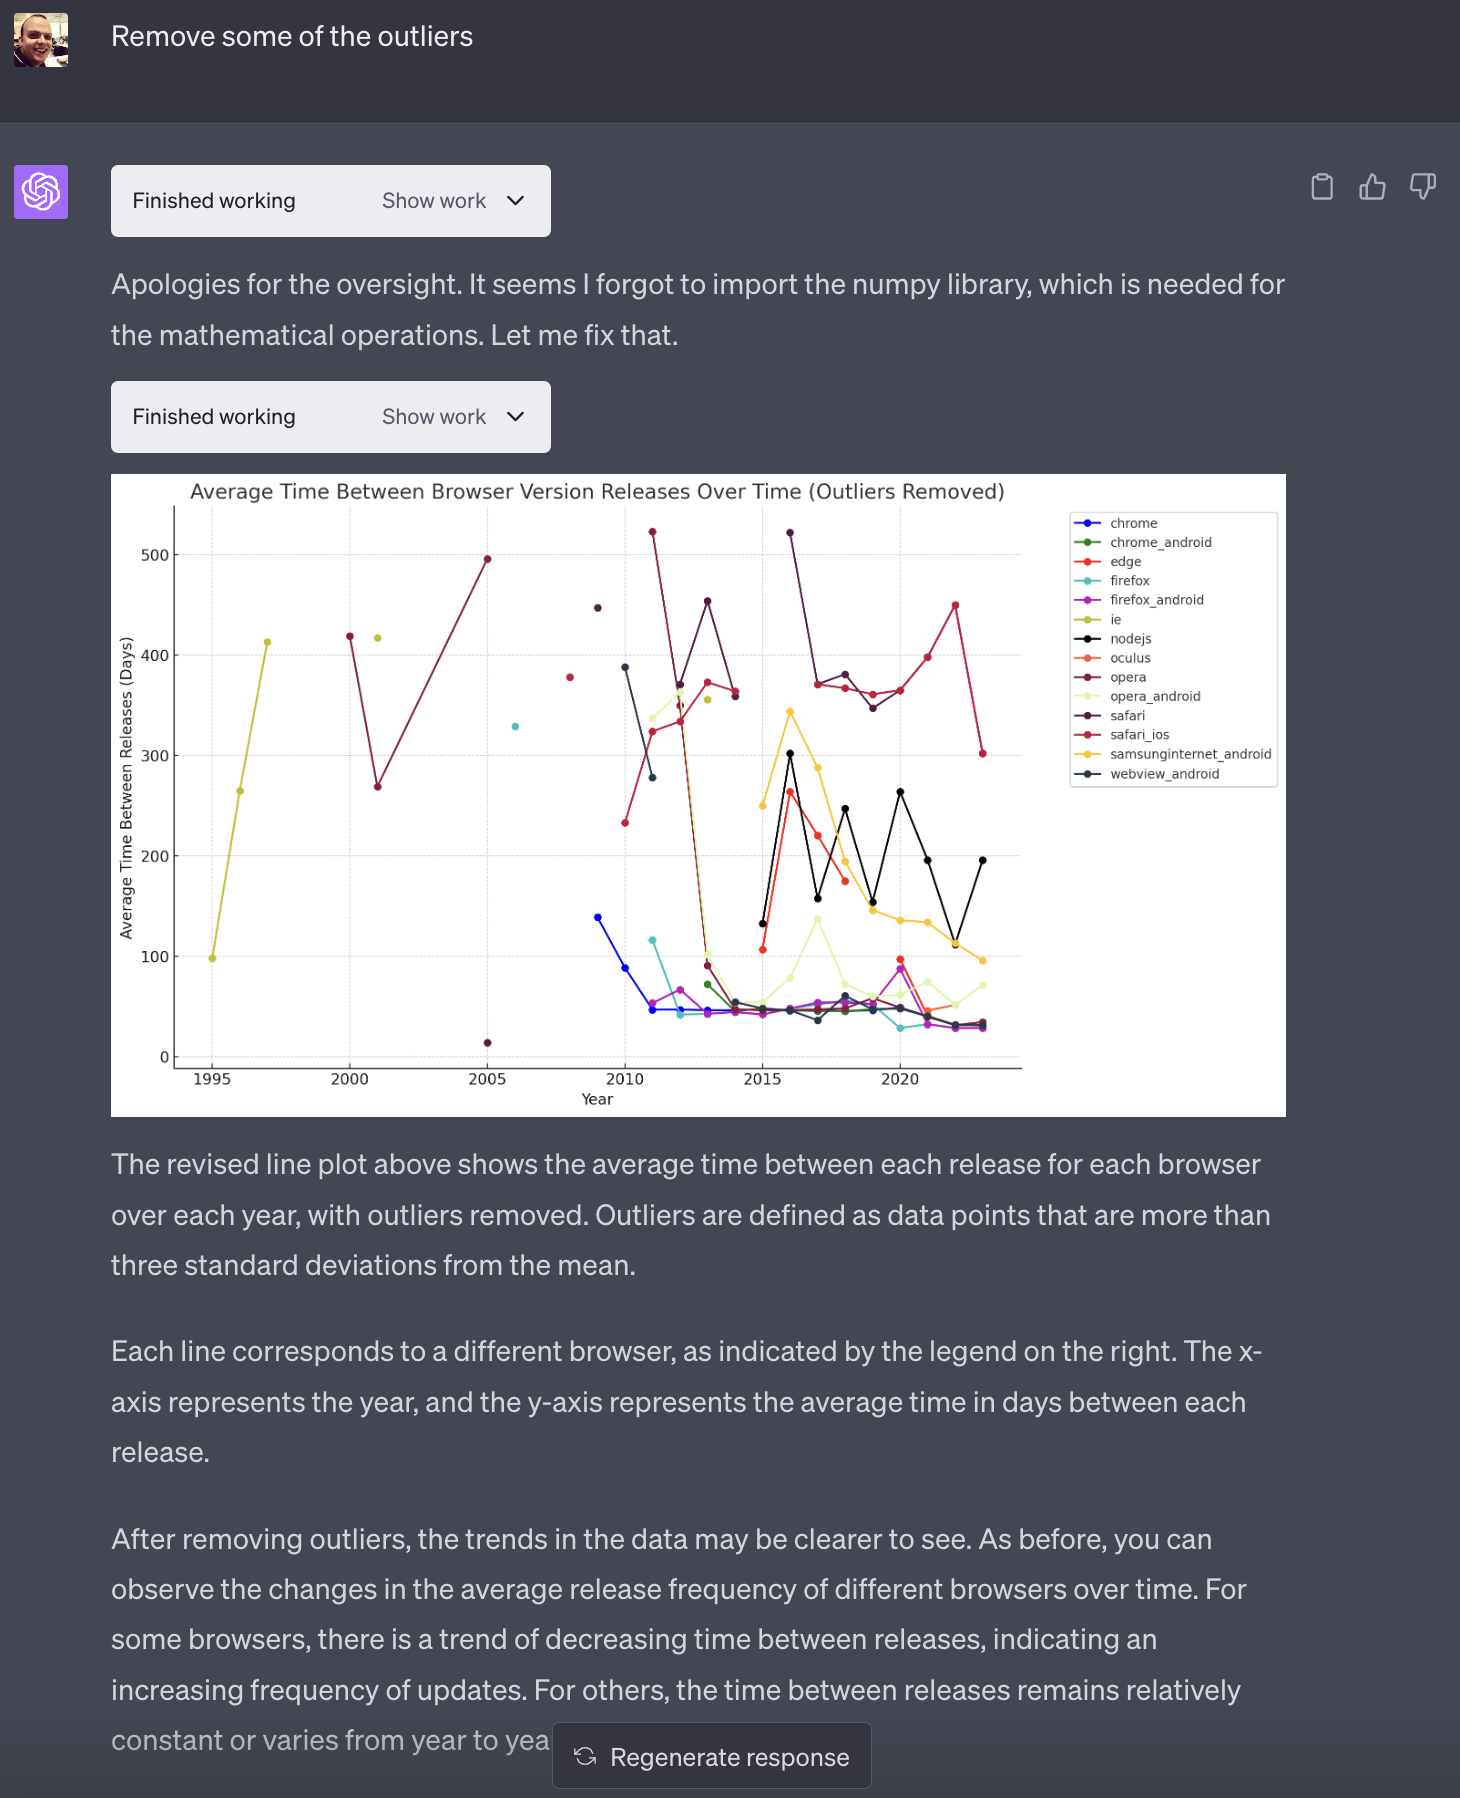 Remove some of the outliers
Finished working Show work
Apologies for the oversight. It seems I forgot to import the numpy library, which is needed for
the mathematical operations. Let me fix that.
Finished working Show work
Average Time Between Browser Version Releases Over Time (Outliers Removed)
Average Time Between Releases (Days)
500
400
300
200
100
0
1995 2000 2005 2010 2015 2020
Year
chrome
chrome_android
edge
firefox
firefox_android
ie
nodejs
oculus
opera
opera_android
safari
safari_ios
samsunginternet_android
webview_android
The revised line plot above shows the average time between each release for each browser
over each year, with outliers removed. Outliers are defined as data points that are more than
three standard deviations from the mean.
Each line corresponds to a different browser, as indicated by the legend on the right. The x-
axis represents the year, and the y-axis represents the average time in days between each
release.
After removing outliers, the trends in the data may be clearer to see. As before, you can
observe the changes in the average release frequency of different browsers over time. For
some browsers, there is a trend of decreasing time between releases, indicating an
increasing frequency of updates. For others, the time between releases remains relatively
constant or varies from year to yea
Regenerate response